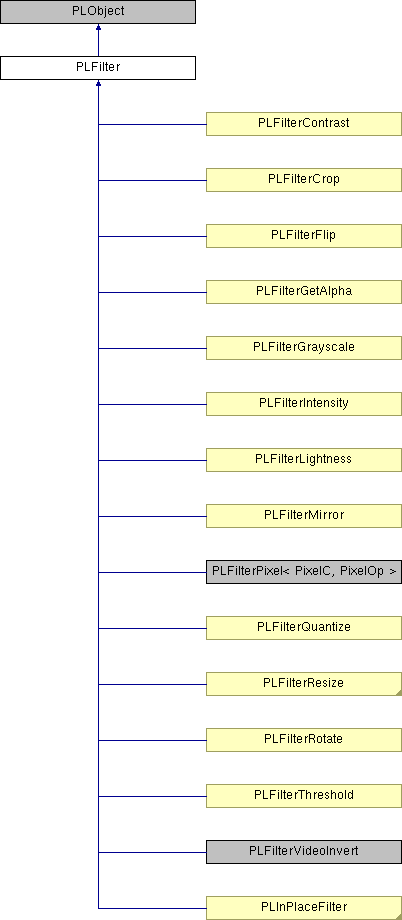 PLObject
PLFilter
PLFilterContrast
PLFilterCrop
PLFilterFlip
PLFilterGetAlpha
PLFilterGrayscale
PLFilterIntensity
PLFilterLightness
PLFilterMirror
PLFilterPixel< PixelC, PixelOp >
PLFilterQuantize
PLFilterResize
PLFilterRotate
PLFilterThreshold
PLFilterVideoInvert
PLInPlaceFilter